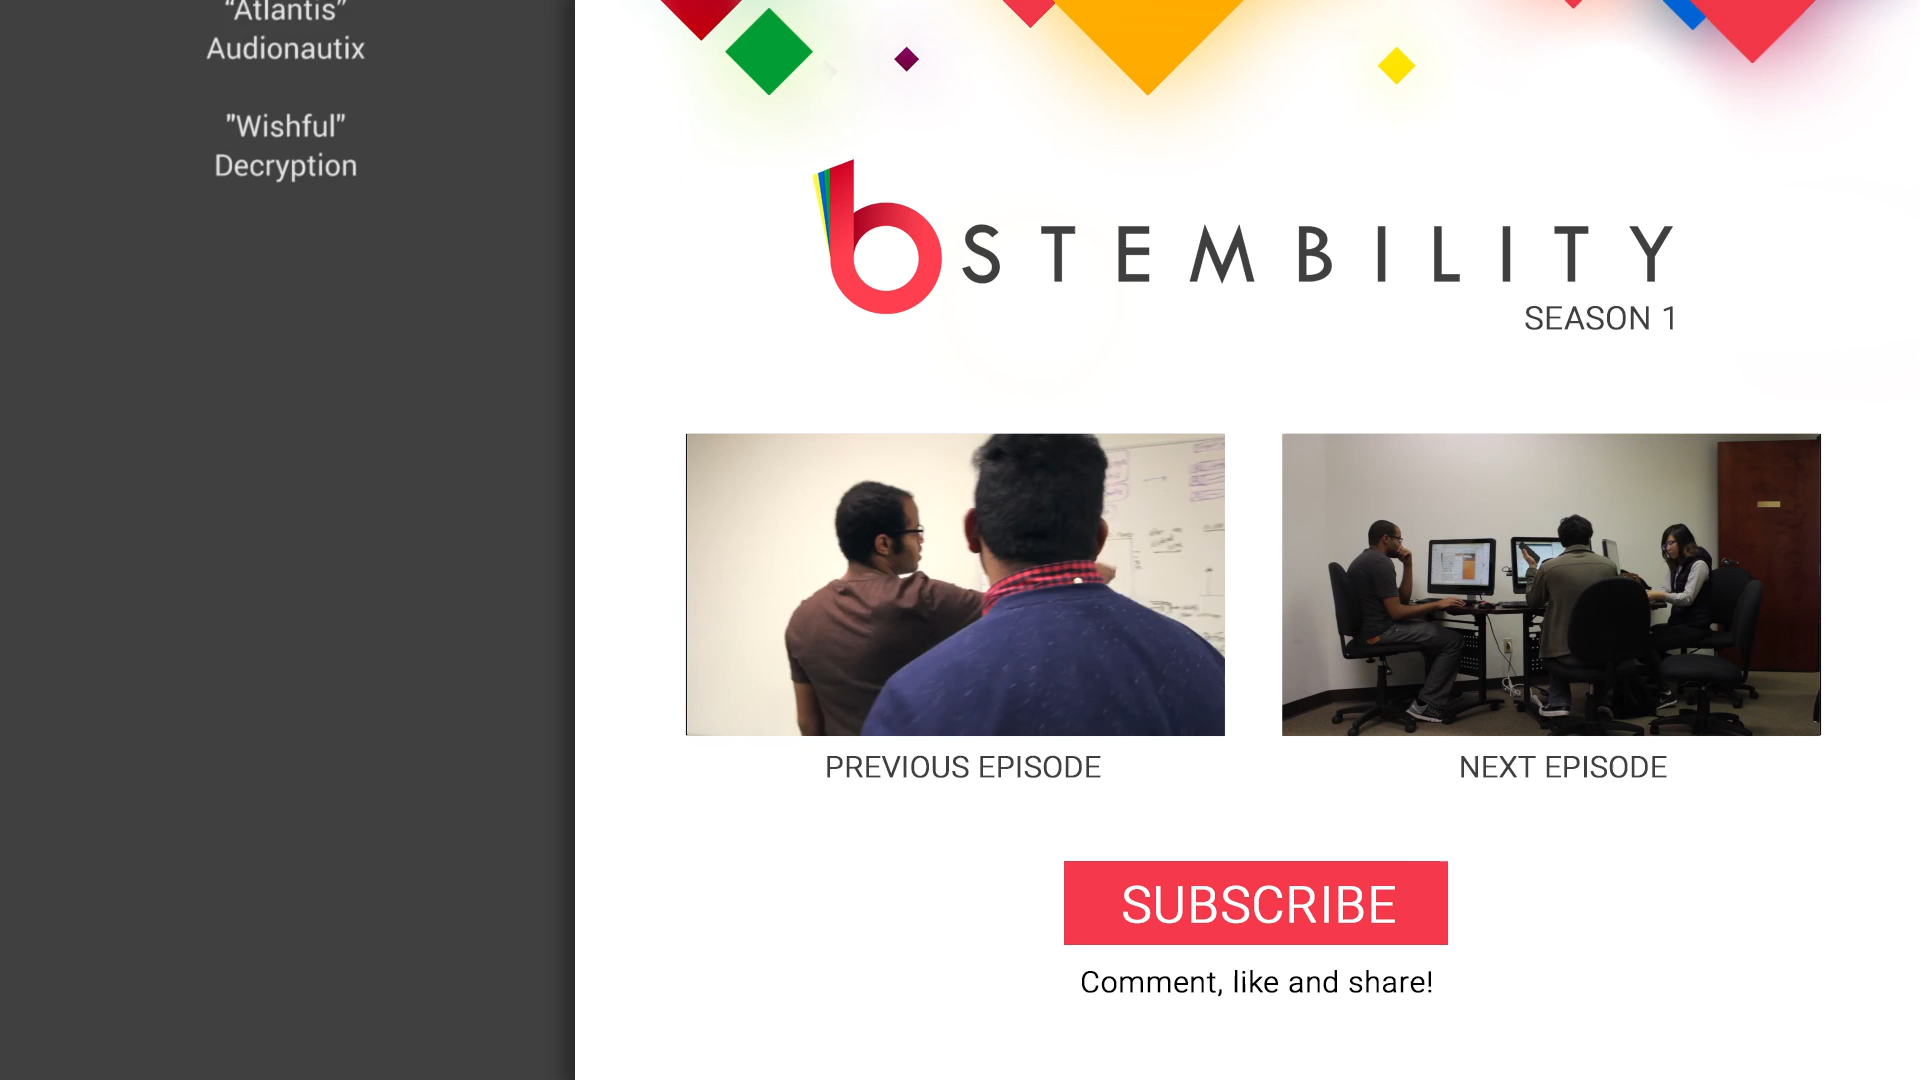 “Atlantis”
Audionautix
"Wishful"
Decryption
b STEMBILITY
SEASON 1
PREVIOUS EPISODE
NEXT EPISODE
SUBSCRIBE
Comment, like and share!